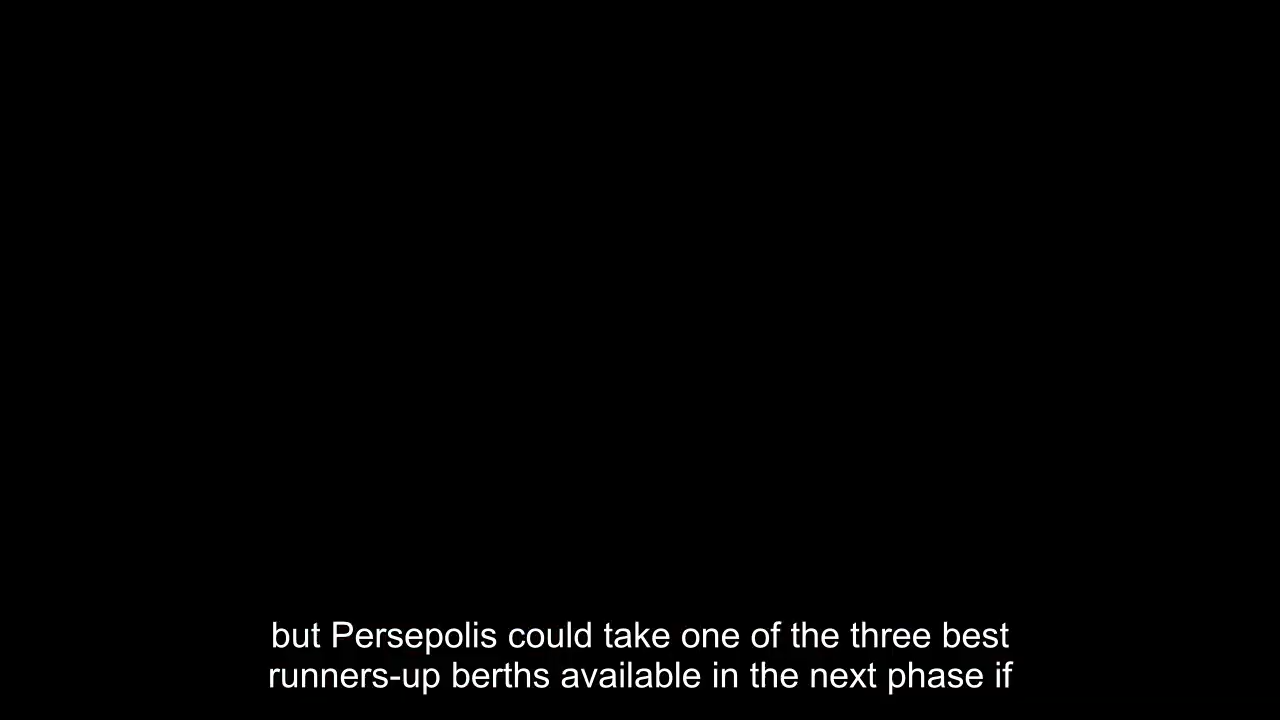 but Persepolis could take one of the three best
runners-up berths available in the next phase if